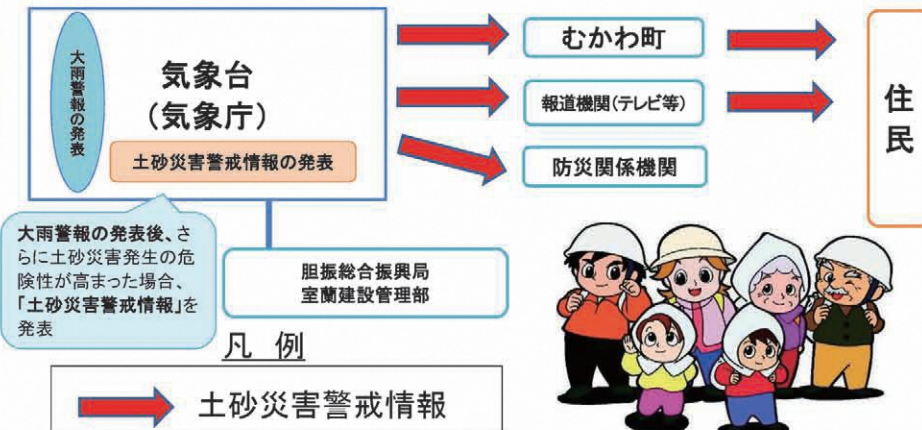 大雨警報の発表
気象台
(気象庁)
土砂災害警戒情報の発表
むかわ町
報道機関(テレビ等)
防災関係機関
住民
大雨警報の発表後、さ
らに土砂災害発生の危
険性が高まった場合、
「土砂災害警戒情報」を
発表
胆振総合振興局
室蘭建設管理部
凡 例
土砂災害警戒情報